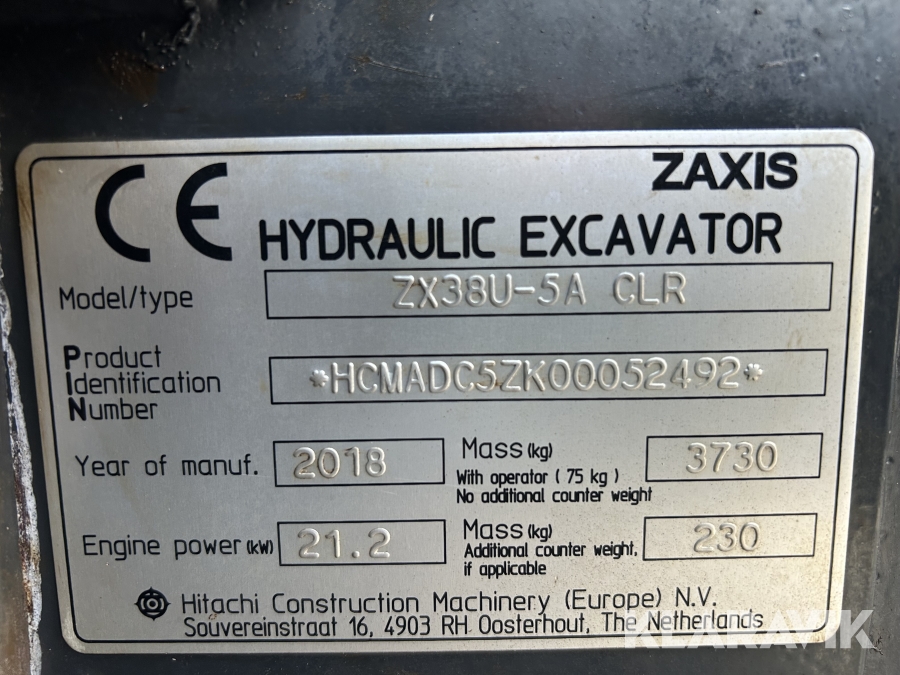 CE
ZAXIS
HYDRAULIC EXCAVATOR
Model/type ZX38U-5A CLR
Product
Identification
Number
*HCMADC5ZK00052492*
Year of manuf. 2018
Mass (kg)
With operator ( 75 kg )
No additional counter weight
3730
Engine power (kW) 21.2
Mass (kg)
Additional counter weight,
if applicable
230
Hitachi Construction Machinery (Europe) N.V.
Souvereinstraat 16, 4903 RH Oosterhout, The Netherlands
KLARAVIK